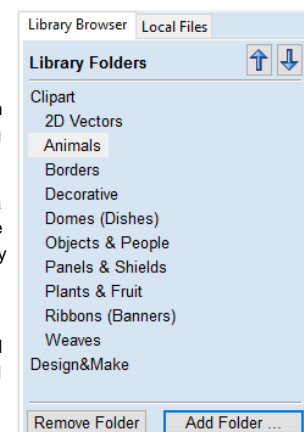 Library Browser Local Files
Library Folders
Clipart
2D Vectors
Animals
Borders
Decorative
Domes (Dishes)
Objects & People
Panels & Shields
Plants & Fruit
Ribbons (Banners)
Weaves
Design&Make
Remove Folder Add Folder ...